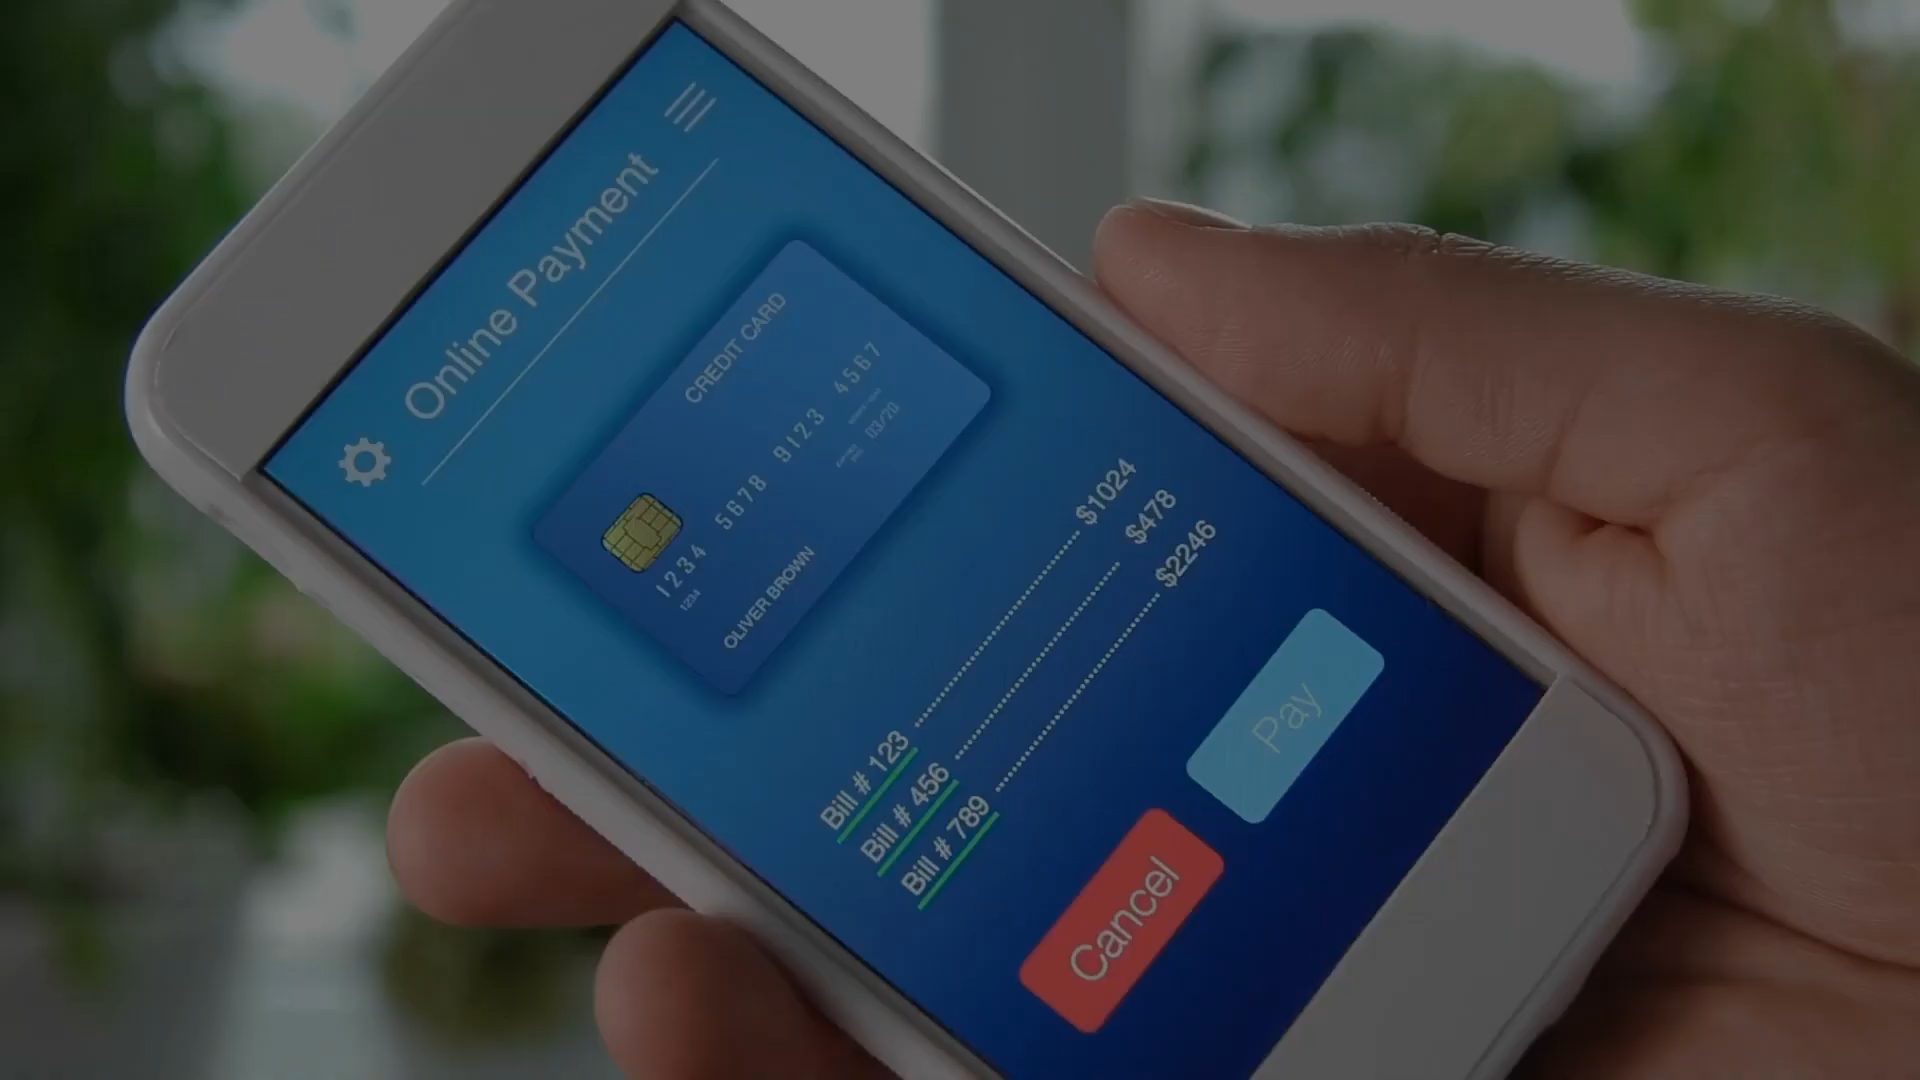 Online Payment
CREDIT CARD
1234 5678 9123 4567
1234
03/20
OLIVER BROWN
Bill # 123 $1024
Bill # 456 $478
Bill # 789 $2246
Cancel
Pay